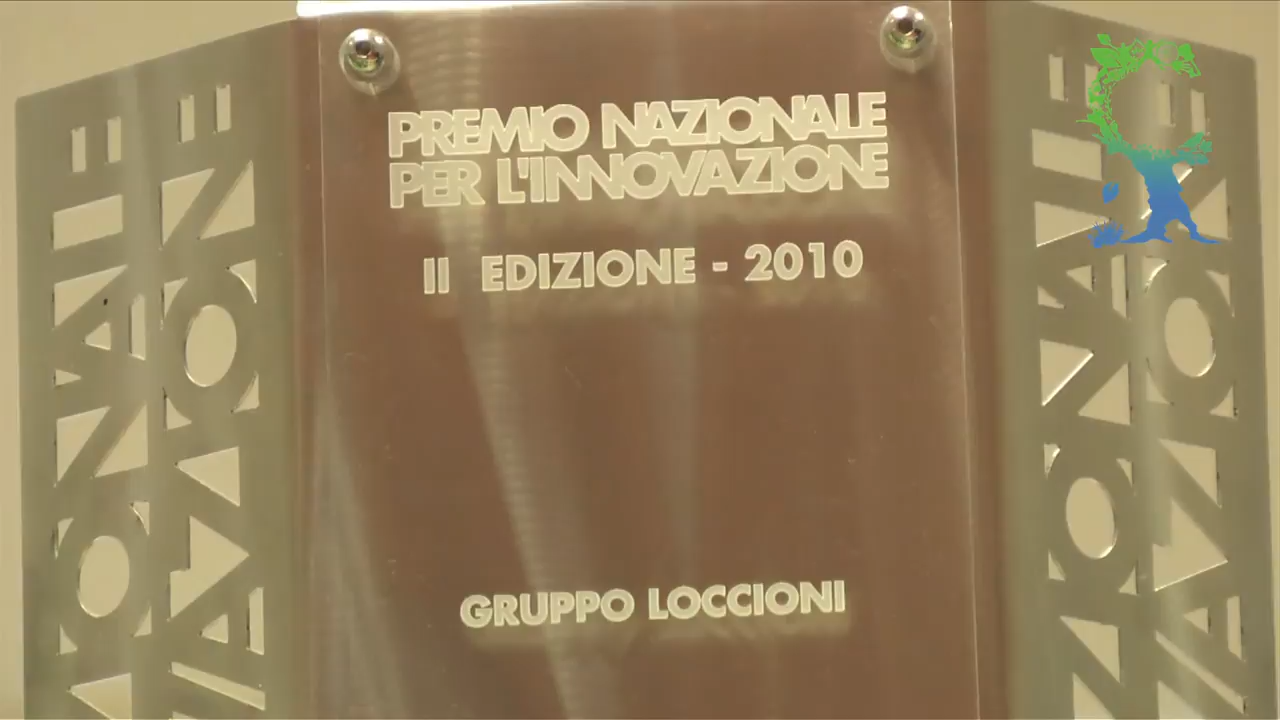 PREMIO NAZIONALE
PER L'INNOVAZIONE
II EDIZIONE - 2010
GRUPPO LOCCIONI